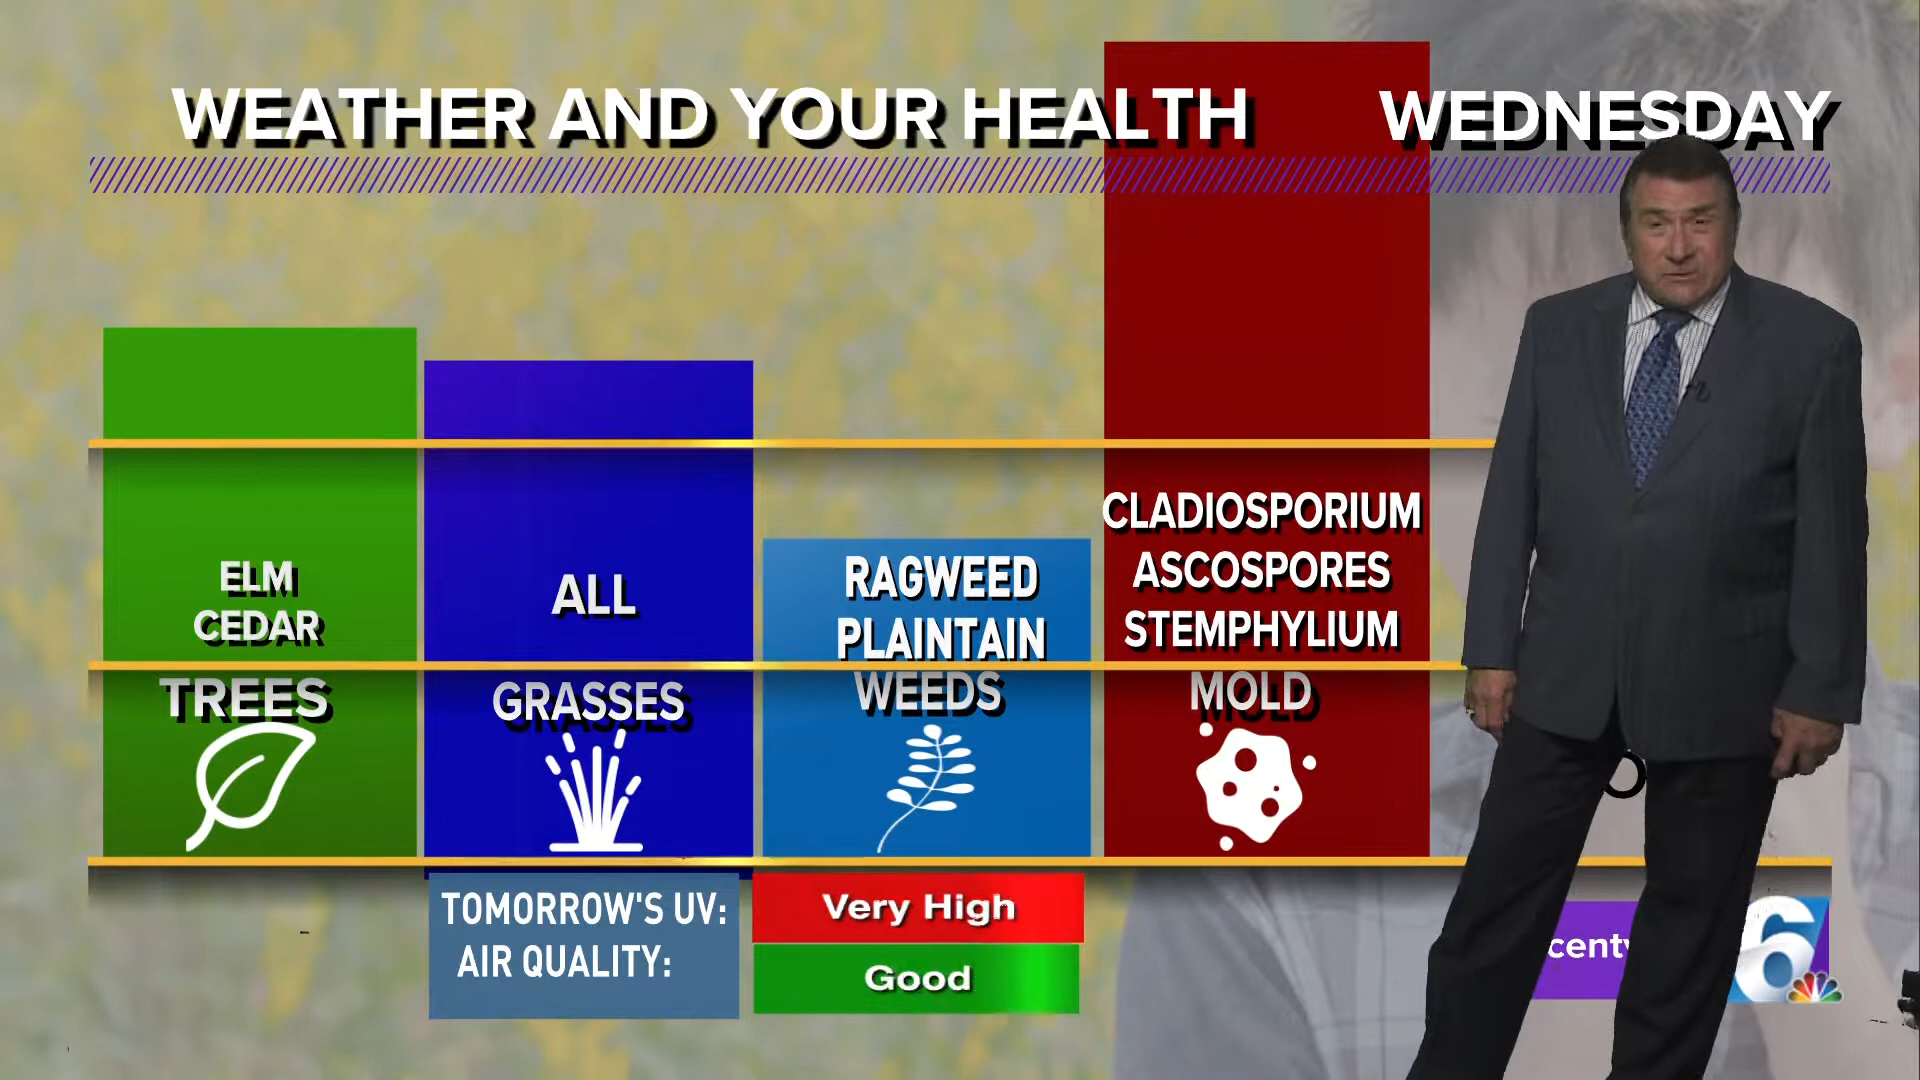 WEATHER AND YOUR HEALTH
WEDNESDAY
ELM
CEDAR
TREES
ALL
GRASSES
RAGWEED
PLAINTAIN
WEEDS
CLADIOSPORIUM
ASCOSPORES
STEMPHYLIUM
MOLD
TOMORROW'S UV:
Very High
AIR QUALITY:
Good
6